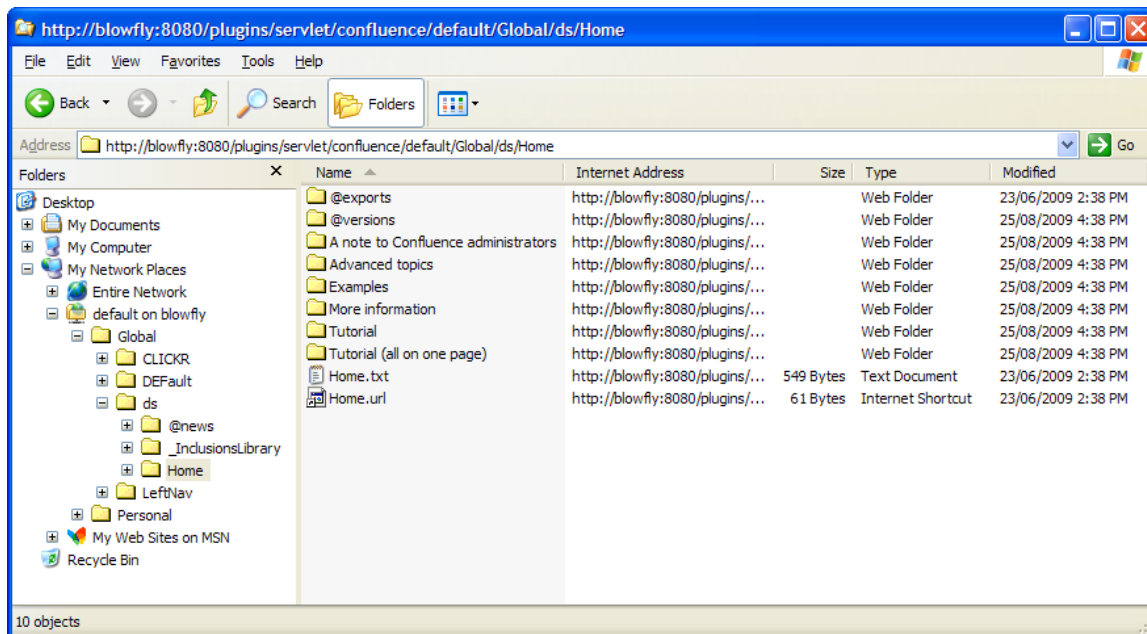 http://blowfly:8080/plugins/servlet/confluence/default/Global/ds/Home
File Edit View Favorites Tools Help
Back Search Folders
Address http://blowfly:8080/plugins/servlet/confluence/default/Global/ds/Home Go
Folders x
Desktop
My Documents
My Computer
My Network Places
Entire Network
default on blowfly
Global
CLICKR
DEFault
ds
@news
_InclusionsLibrary
Home
LeftNav
Personal
My Web Sites on MSN
Recycle Bin
Name Internet Address Size Type Modified
@exports http://blowfly:8080/plugins/... Web Folder 23/06/2009 2:38 PM
@versions http://blowfly:8080/plugins/... Web Folder 25/08/2009 4:38 PM
A note to Confluence administrators http://blowfly:8080/plugins/... Web Folder 25/08/2009 4:38 PM
Advanced topics http://blowfly:8080/plugins/... Web Folder 25/08/2009 4:38 PM
Examples http://blowfly:8080/plugins/... Web Folder 25/08/2009 4:38 PM
More information http://blowfly:8080/plugins/... Web Folder 25/08/2009 4:38 PM
Tutorial http://blowfly:8080/plugins/... Web Folder 25/08/2009 4:38 PM
Tutorial (all on one page) http://blowfly:8080/plugins/... Web Folder 25/08/2009 4:38 PM
Home.txt http://blowfly:8080/plugins/... 549 Bytes Text Document 23/06/2009 2:38 PM
Home.url http://blowfly:8080/plugins/... 61 Bytes Internet Shortcut 23/06/2009 2:38 PM
10 objects